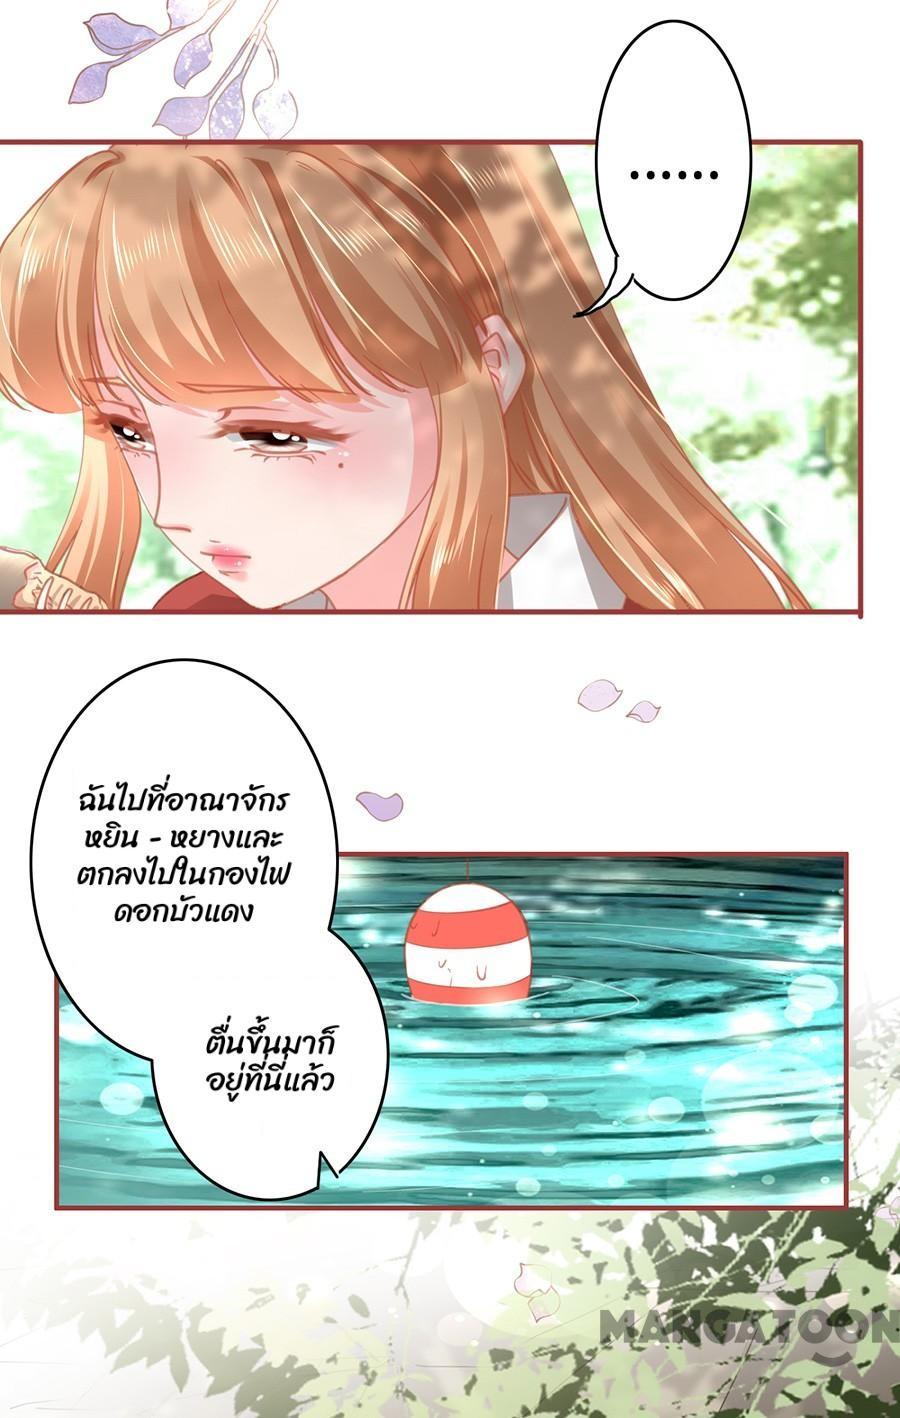 ......
ฉันไปที่อาณาจักร
หยิน - หยางและ
ตกลงไปในกองไฟ
ดอกบัวแดง
ตื่นขึ้นมาก็
อยู่ที่นี่แล้ว
MANGATOON